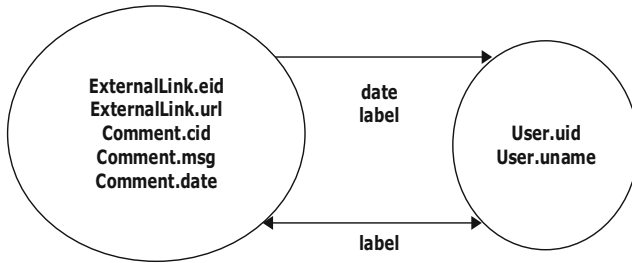 ExternalLink.eid
ExternalLink.url
Comment.cid
Comment.msg
Comment.date
date
label
User.uid
User.uname
label